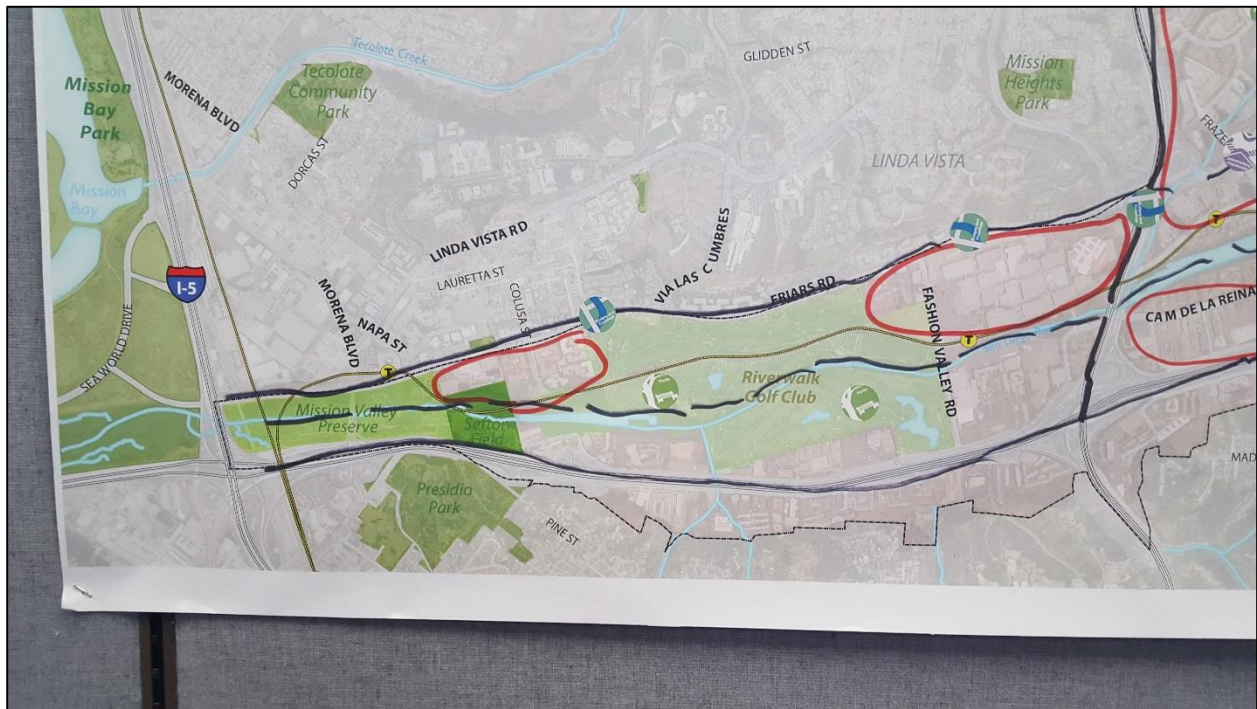 GLIDDEN ST
Tecolote Creek
Mission
Bay
Park
MORENA BLVD
Tecolote
Community
Park
Mission
Heights
Park
DORCAS ST
LINDA VISTA
Mission
Bay
LINDA VISTA RD
VIA LAS CUMBRES
I-5
LAURETTA ST
COLUSA ST
FRIARS RD
T
SEA WORLD DRIVE
MORENA BLVD
NAPA ST
FASHION VALLEY RD
CAM DE LA REINA
T
T
Riverwalk
Golf Club
Mission Valley
Preserve
Sefton
Field
Presidio
Park
PINE ST